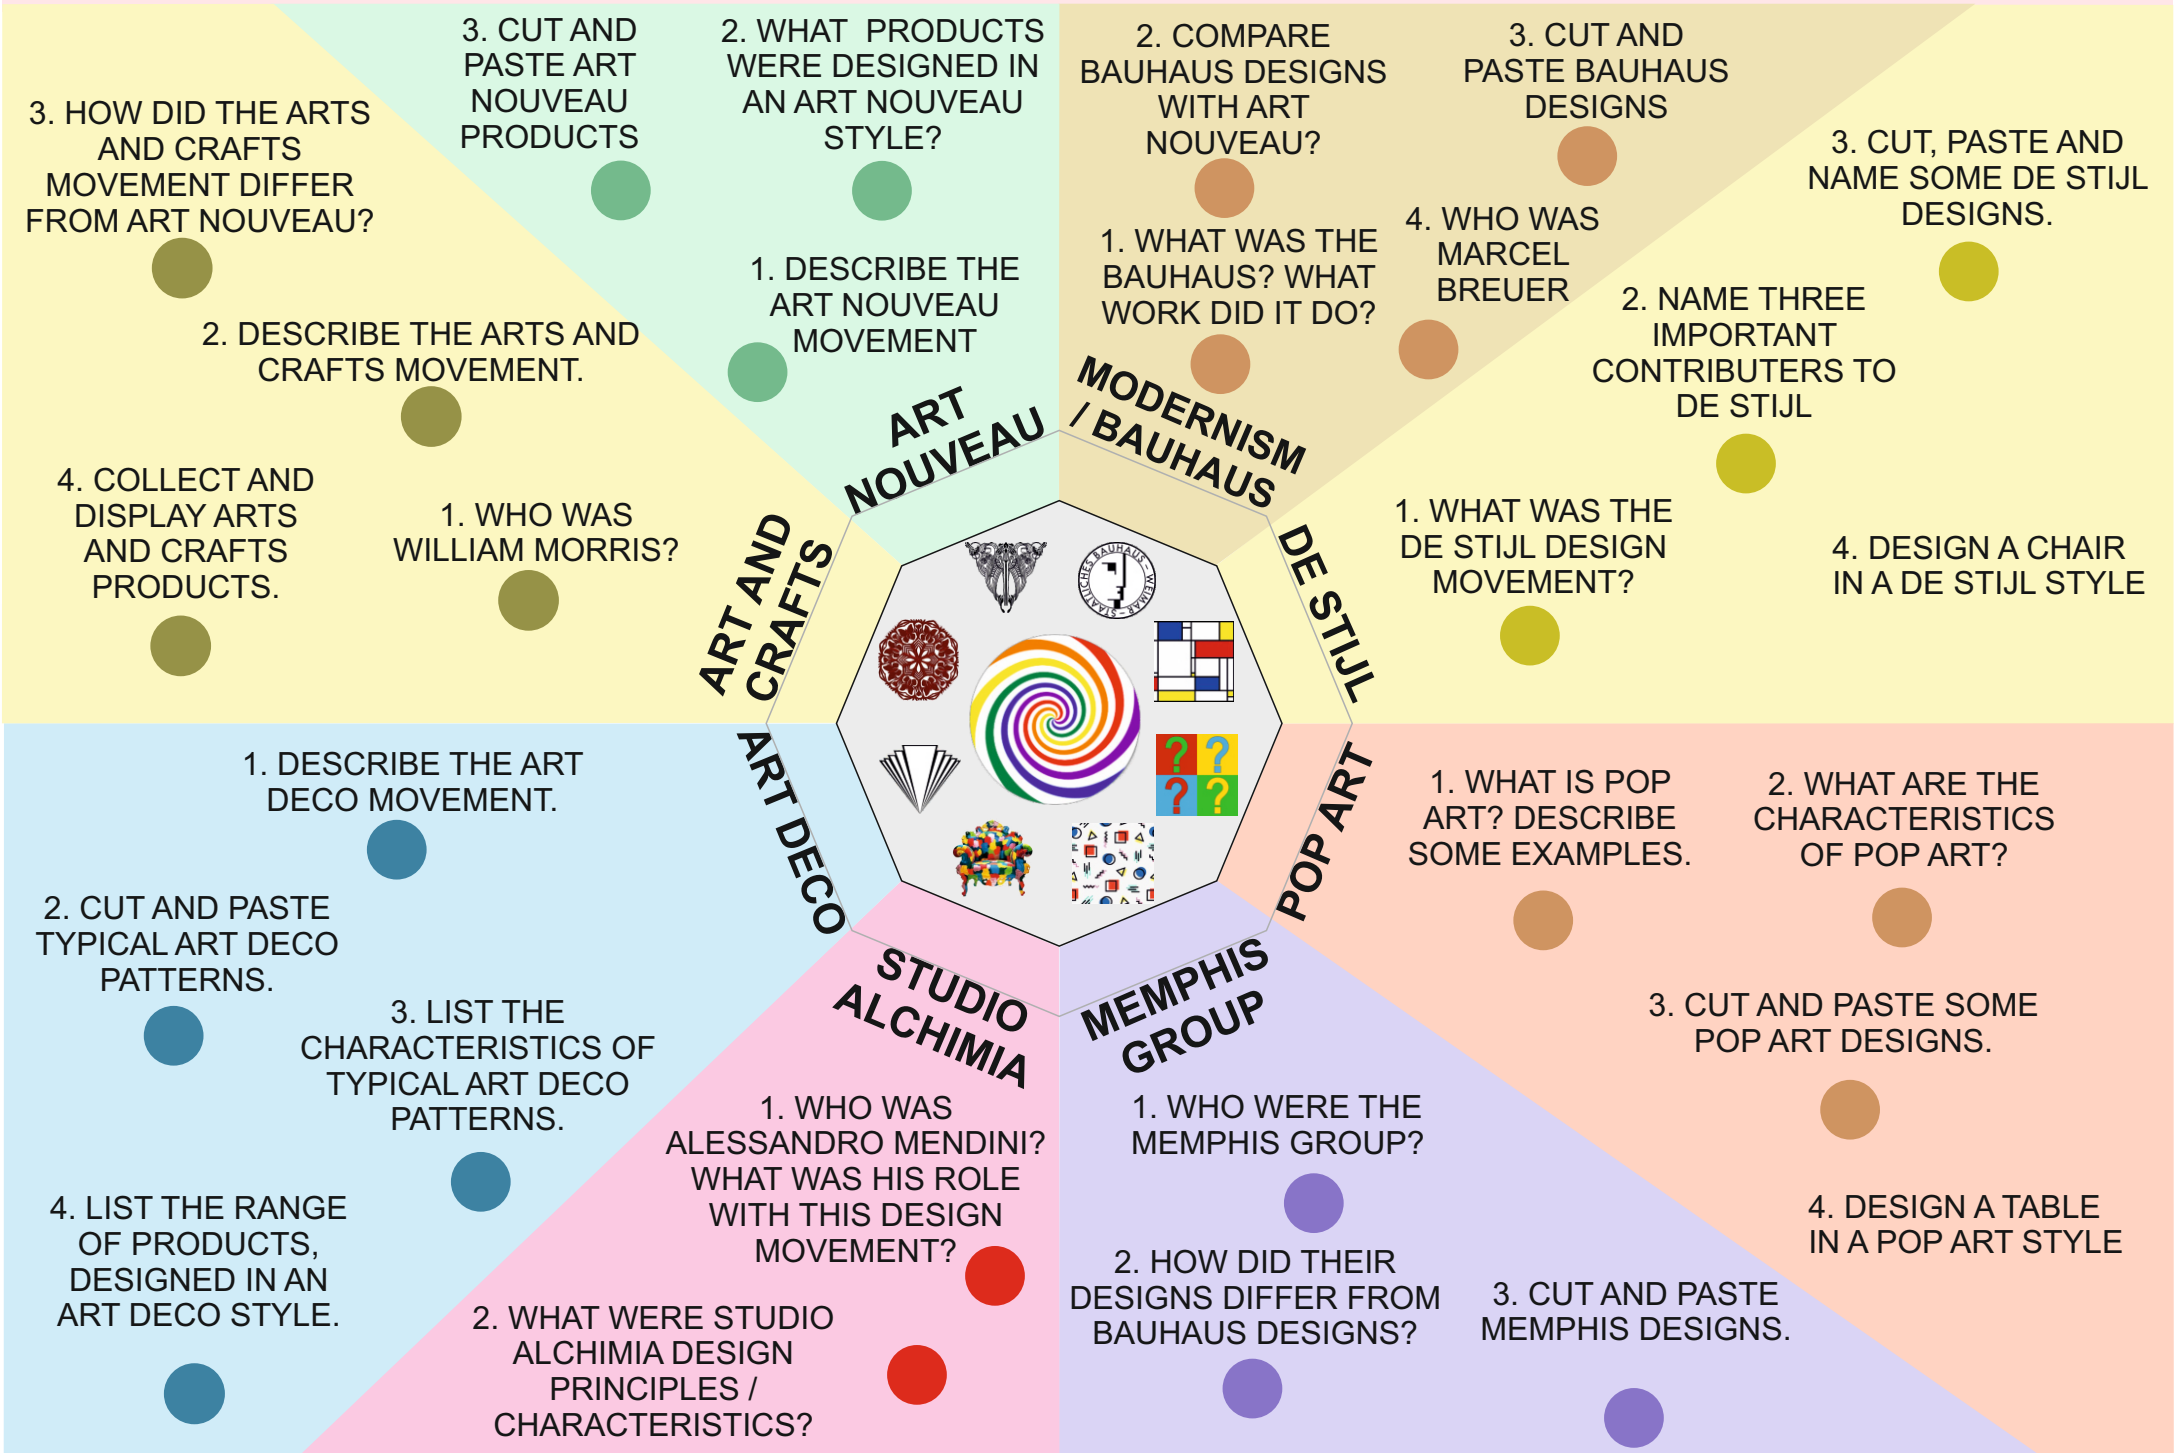 3. CUT AND
PASTE ART
NOUVEAU
PRODUCTS
2. WHAT PRODUCTS
WERE DESIGNED IN
AN ART NOUVEAU
STYLE?
1. DESCRIBE THE
ART NOUVEAU
MOVEMENT
ART
NOUVEAU
2. COMPARE
BAUHAUS DESIGNS
WITH ART
NOUVEAU?
3. CUT AND
PASTE BAUHAUS
DESIGNS
1. WHAT WAS THE
BAUHAUS? WHAT
WORK DID IT DO?
4. WHO WAS
MARCEL
BREUER
MODERNISM
/ BAUHAUS
3. CUT, PASTE AND
NAME SOME DE STIJL
DESIGNS.
2. NAME THREE
IMPORTANT
CONTRIBUTERS TO
DE STIJL
1. WHAT WAS THE
DE STIJL DESIGN
MOVEMENT?
4. DESIGN A CHAIR
IN A DE STIJL STYLE
DE STIJL
3. HOW DID THE ARTS
AND CRAFTS
MOVEMENT DIFFER
FROM ART NOUVEAU?
2. DESCRIBE THE ARTS AND
CRAFTS MOVEMENT.
4. COLLECT AND
DISPLAY ARTS
AND CRAFTS
PRODUCTS.
1. WHO WAS
WILLIAM MORRIS?
ART AND
CRAFTS
STAATLICHES BAUHAUS - WEIMAR -
? ?
? ?
1. DESCRIBE THE ART
DECO MOVEMENT.
2. CUT AND PASTE
TYPICAL ART DECO
PATTERNS.
3. LIST THE
CHARACTERISTICS OF
TYPICAL ART DECO
PATTERNS.
4. LIST THE RANGE
OF PRODUCTS,
DESIGNED IN AN
ART DECO STYLE.
ART DECO
STUDIO
ALCHIMIA
1. WHO WAS
ALESSANDRO MENDINI?
WHAT WAS HIS ROLE
WITH THIS DESIGN
MOVEMENT?
2. WHAT WERE STUDIO
ALCHIMIA DESIGN
PRINCIPLES /
CHARACTERISTICS?
MEMPHIS
GROUP
1. WHO WERE THE
MEMPHIS GROUP?
2. HOW DID THEIR
DESIGNS DIFFER FROM
BAUHAUS DESIGNS?
3. CUT AND PASTE
MEMPHIS DESIGNS.
POP ART
1. WHAT IS POP
ART? DESCRIBE
SOME EXAMPLES.
2. WHAT ARE THE
CHARACTERISTICS
OF POP ART?
3. CUT AND PASTE SOME
POP ART DESIGNS.
4. DESIGN A TABLE
IN A POP ART STYLE